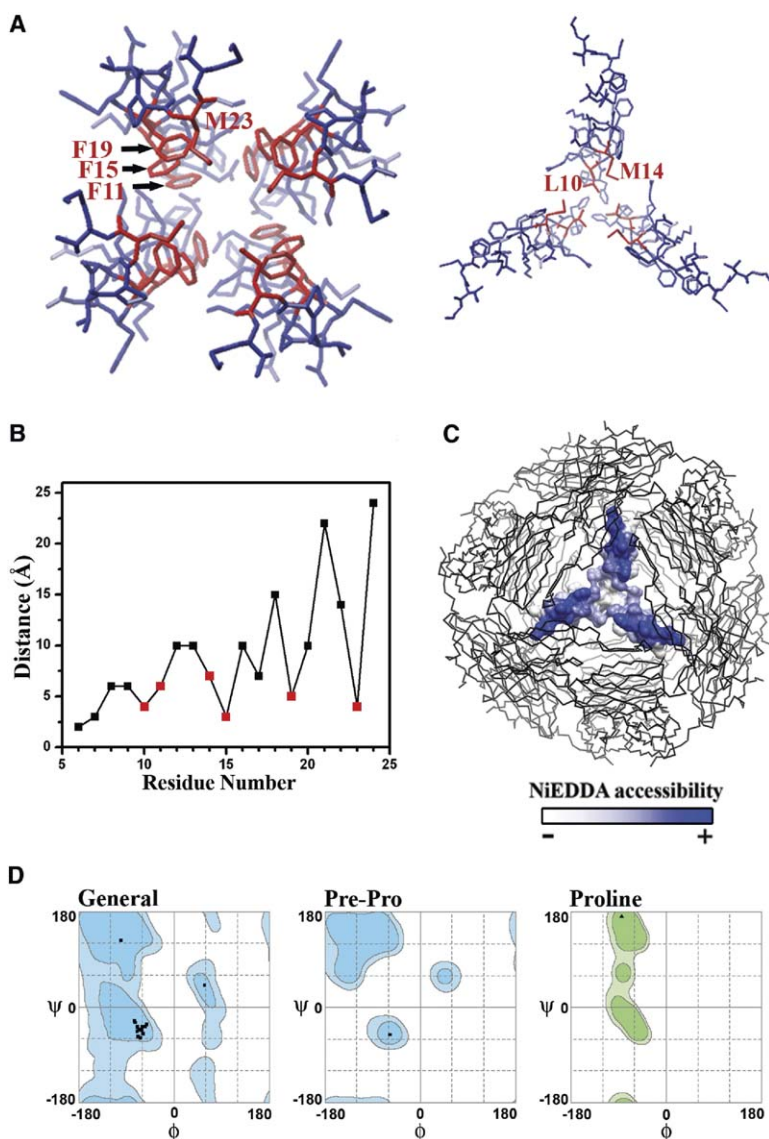 A
M23
F19
F15
F11
L10
M14
B
25
20
15
10
5
0
Distance (Å)
5
10
15
20
25
Residue Number
C
NiEDDA accessibility
- +
D
General
180
Ψ 0
-180
-180 0 180
ϕ
Pre-Pro
180
Ψ 0
-180
-180 0 180
ϕ
Proline
180
Ψ 0
-180
-180 0 180
ϕ